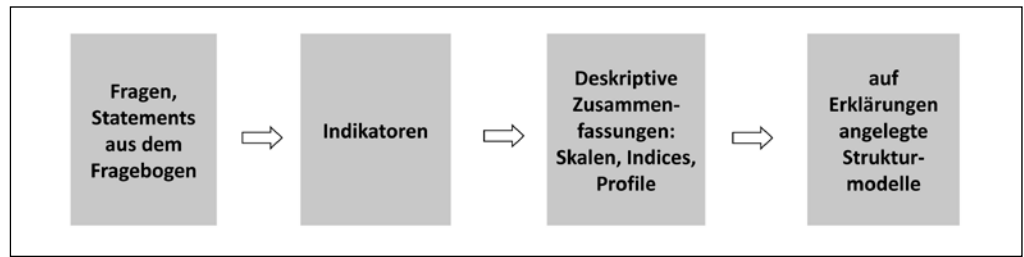 Fragen,
Statements
aus dem
Fragebogen
Indikatoren
Deskriptive
Zusammen-
fassungen:
Skalen, Indices,
Profile
auf
Erklärungen
angelegte
Struktur-
modelle